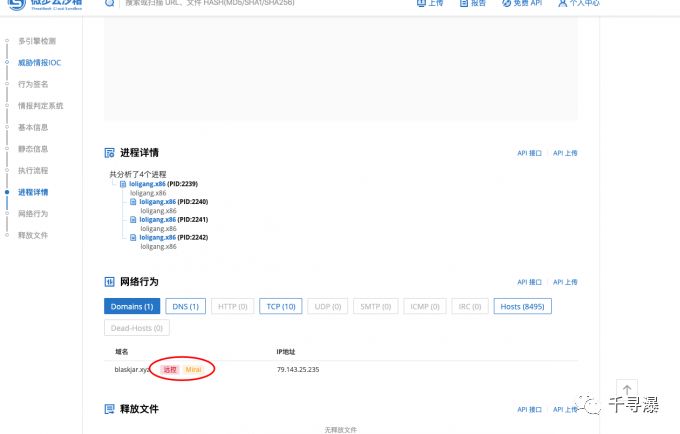 微步云沙箱
ThreatBook Cloud Sandbox
搜索或扫描 URL、文件 HASH(MD5/SHA1/SHA256)
上传
报告
免费 API
个人中心
多引擎检测
威胁情报IOC
行为签名
情报判定系统
基本信息
静态信息
执行流程
进程详情
网络行为
释放文件
进程详情
API 接口
API 上传
共分析了4个进程
loligang.x86 (PID:2239)
loligang.x86
loligang.x86 (PID:2240)
loligang.x86
loligang.x86 (PID:2241)
loligang.x86
loligang.x86 (PID:2242)
loligang.x86
网络行为
API 接口
API 上传
Domains (1)
DNS (1)
HTTP (0)
TCP (10)
UDP (0)
SMTP (0)
ICMP (0)
IRC (0)
Hosts (8495)
Dead-Hosts (0)
域名
IP地址
blaskjar.xyz
远控
Mirai
79.143.25.235
释放文件
API 接口
API 上传
无释放文件
千寻瀑